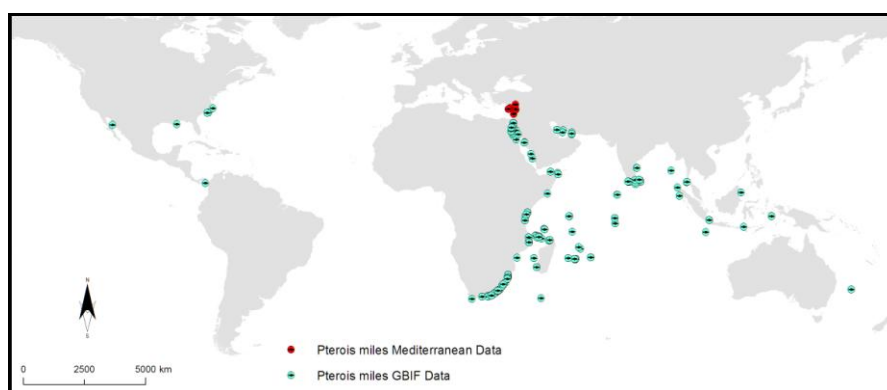 N
S
Pterois miles Mediterranean Data
Pterois miles GBIF Data
0 2500 5000 km